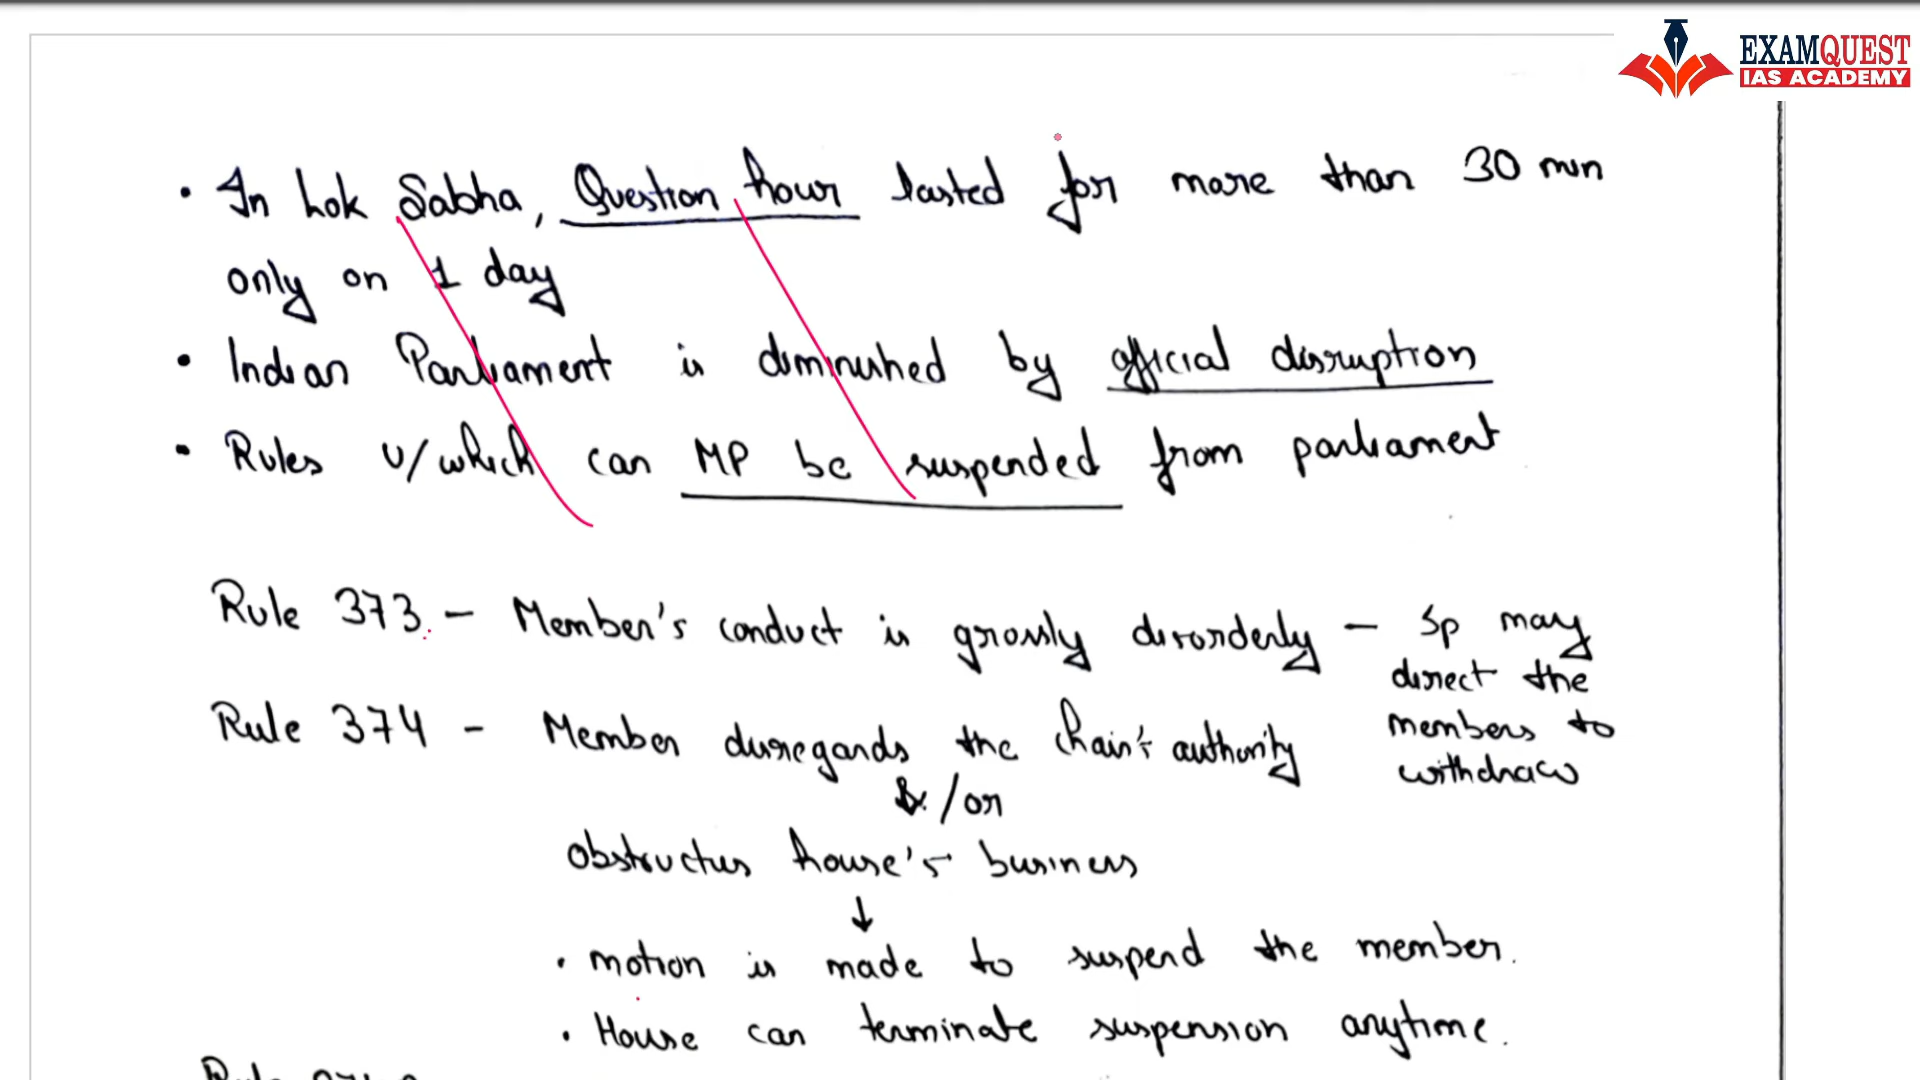 EXAMQUEST
IAS ACADEMY
• In Lok Sabha, Question hour lasted for more than 30 min
only on 1 day
• Indian Parliament is diminished by official disruption
• Rules u/which can MP be suspended from parliament
Rule 373 - Member's conduct is grossly disorderly - Sp may
direct the
members to
withdraw
Rule 374 - Member disregards the Chair's authority
&/or
obstructus house's business
↓
• motion is made to suspend the member.
• House can terminate suspension anytime.